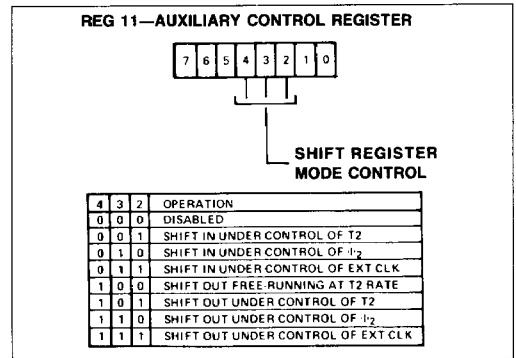 REG 11—AUXILIARY CONTROL REGISTER
7 6 5 4 3 2 1 0
SHIFT REGISTER
MODE CONTROL
4 3 2 OPERATION
0 0 0 DISABLED
0 0 1 SHIFT IN UNDER CONTROL OF T2
0 1 0 SHIFT IN UNDER CONTROL OF ϕ2
0 1 1 SHIFT IN UNDER CONTROL OF EXT CLK
1 0 0 SHIFT OUT FREE-RUNNING AT T2 RATE
1 0 1 SHIFT OUT UNDER CONTROL OF T2
1 1 0 SHIFT OUT UNDER CONTROL OF ϕ2
1 1 1 SHIFT OUT UNDER CONTROL OF EXT CLK